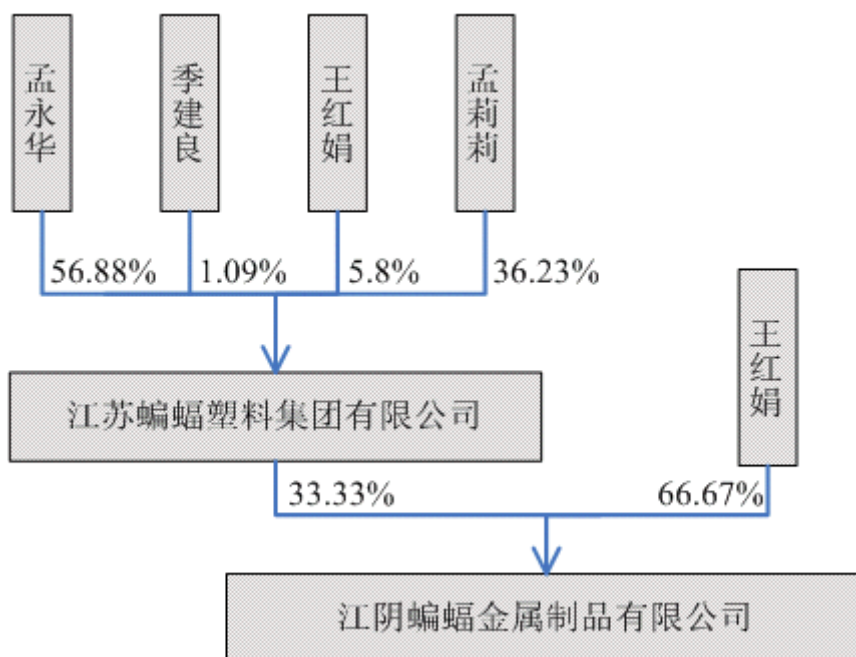 孟永华
季建良
王红娟
孟莉莉
56.88%
1.09%
5.8%
36.23%
王红娟
江苏蝙蝠塑料集团有限公司
33.33%
66.67%
江阴蝙蝠金属制品有限公司